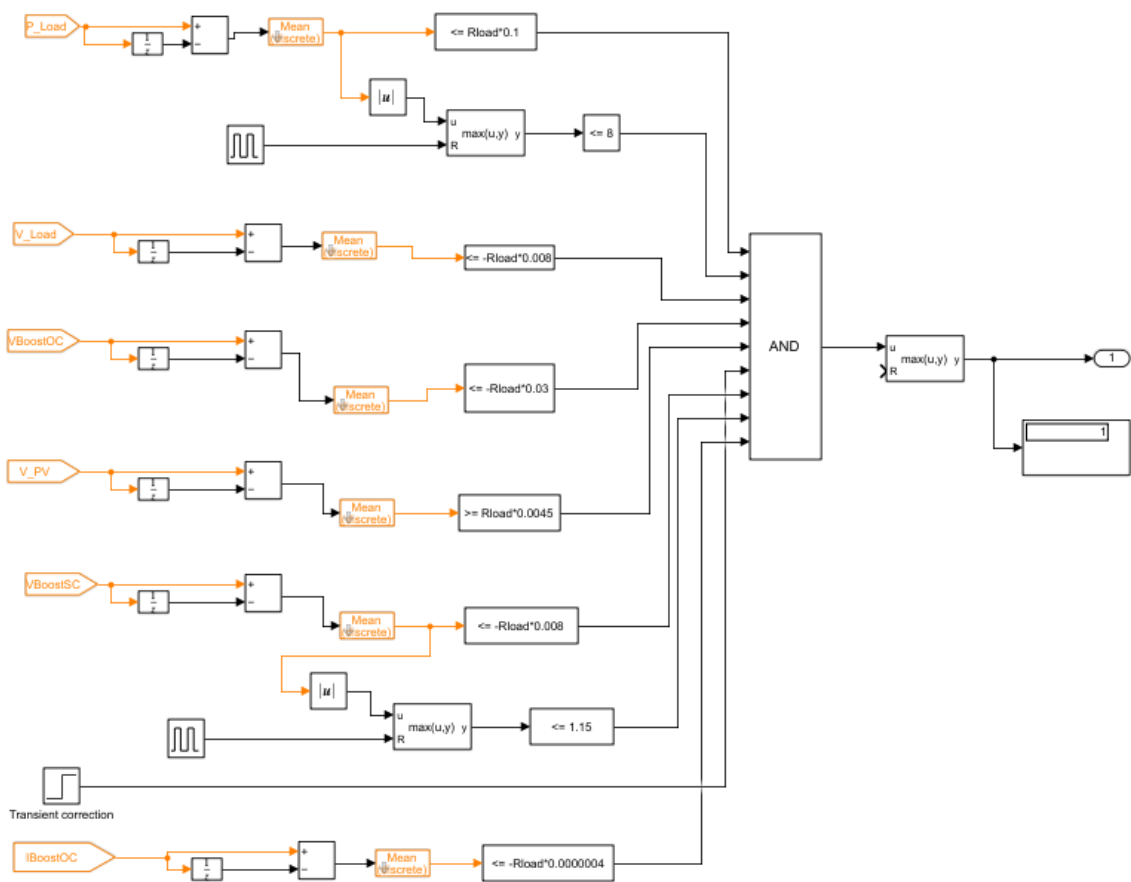 P_Load
1
z
+
−
Mean
(discrete)
<= Rload*0.1
|u|
u
R
max(u,y)
y
<= 8
V_Load
1
z
+
−
Mean
(discrete)
<= -Rload*0.008
VBoostOC
1
z
+
−
Mean
(discrete)
<= -Rload*0.03
AND
u
R
max(u,y)
y
1
1
V_PV
1
z
+
−
Mean
(discrete)
>= Rload*0.0045
VBoostSC
1
z
+
−
Mean
(discrete)
<= -Rload*0.008
|u|
u
R
max(u,y)
y
<= 1.15
Transient correction
IBoostOC
1
z
+
−
Mean
(discrete)
<= -Rload*0.0000004